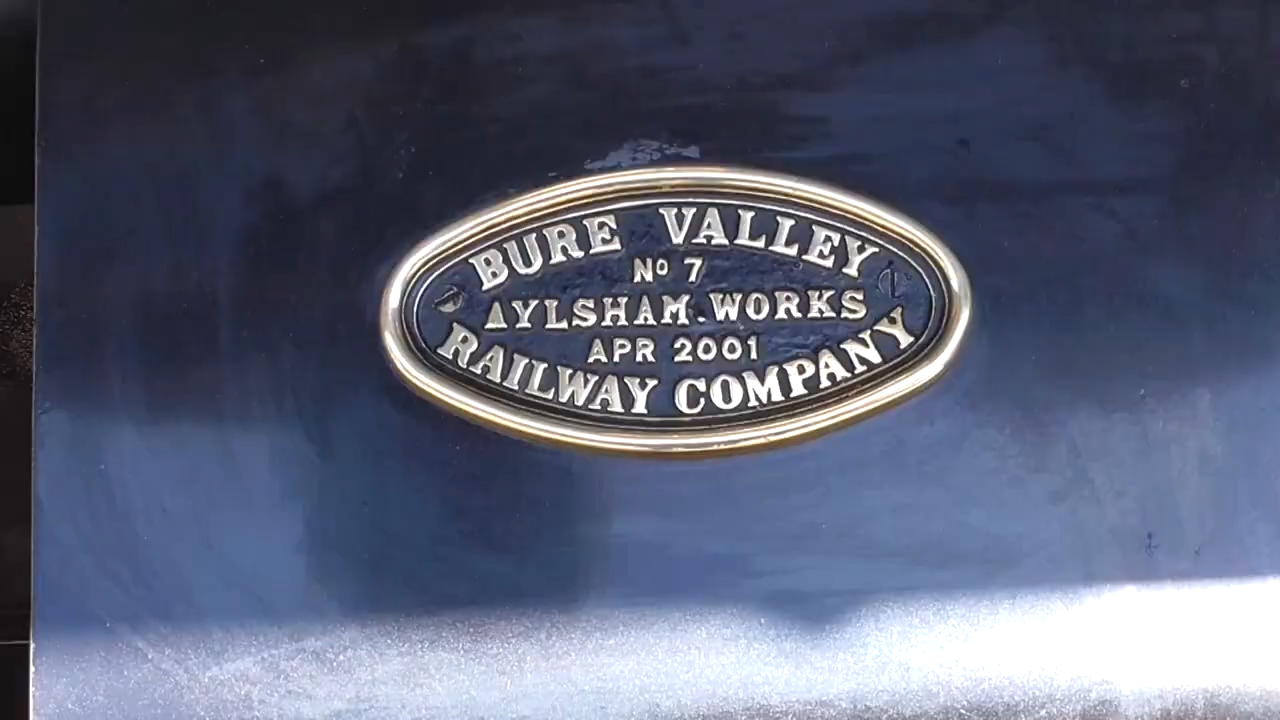 BURE VALLEY
Nº 7
AYLSHAM.WORKS
APR 2001
RAILWAY COMPANY